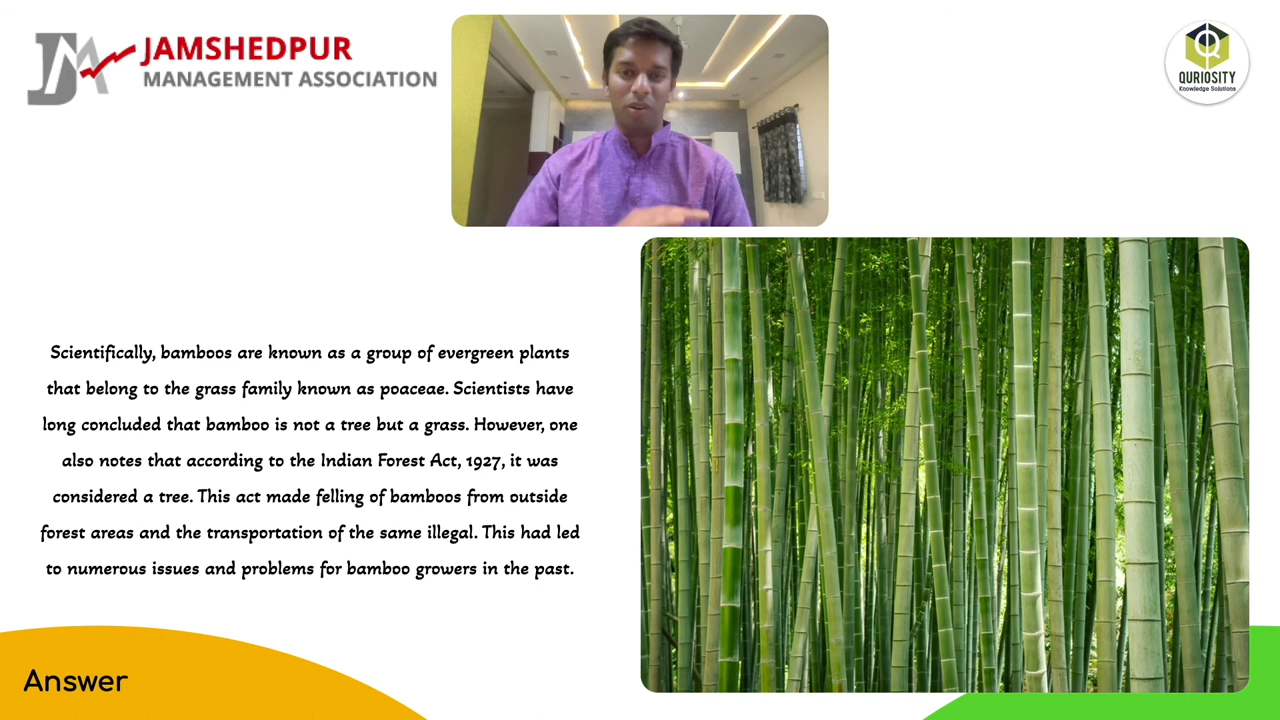 JAMSHEDPUR
MANAGEMENT ASSOCIATION
QURIOSITY
Knowledge Solutions
Scientifically, bamboos are known as a group of evergreen plants
that belong to the grass family known as poaceae. Scientists have
long concluded that bamboo is not a tree but a grass. However, one
also notes that according to the Indian Forest Act, 1927, it was
considered a tree. This act made felling of bamboos from outside
forest areas and the transportation of the same illegal. This had led
to numerous issues and problems for bamboo growers in the past.
Answer